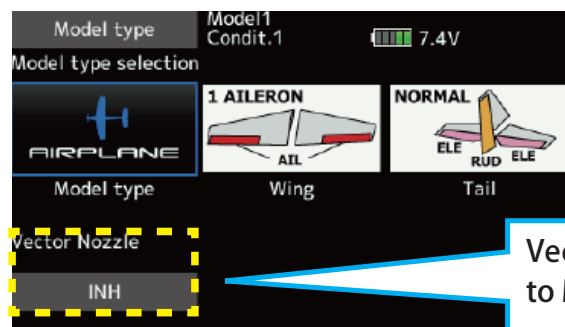 Model type
Model1
Condit.1
7.4V
Model type selection
AIRPLANE
1 AILERON
AIL
NORMAL
ELE
RUD
ELE
Model type
Wing
Tail
Vector Nozzle
INH
to